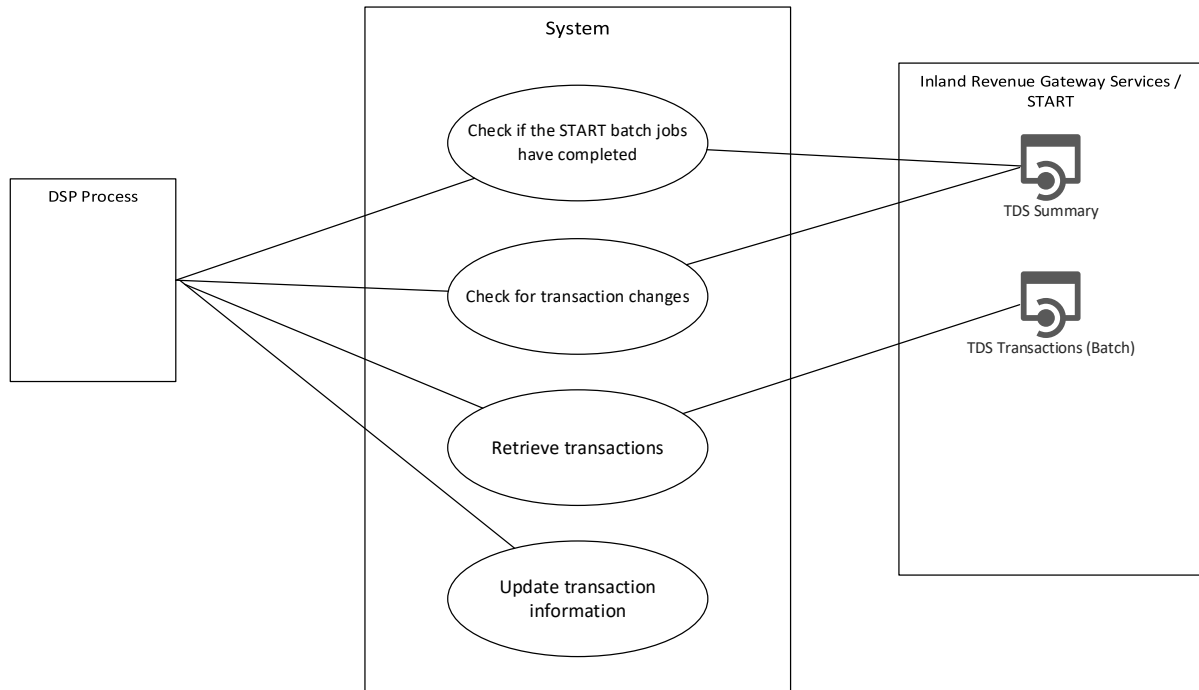 System
Inland Revenue Gateway Services /
START
Check if the START batch jobs
have completed
DSP Process
TDS Summary
Check for transaction changes
TDS Transactions (Batch)
Retrieve transactions
Update transaction
information